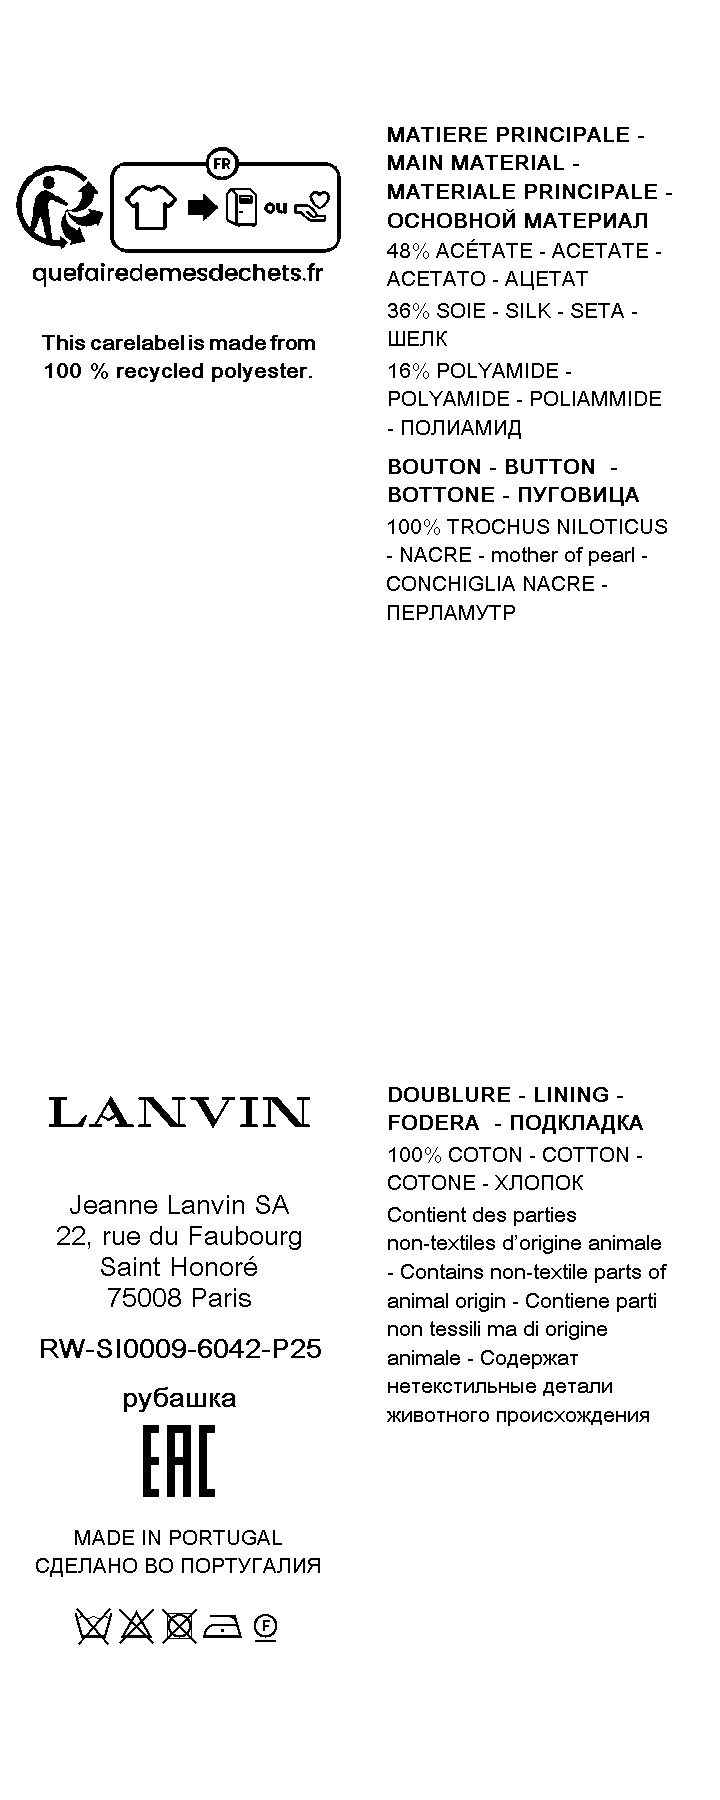 FR
ou
quefairedemesdechets.fr
This carelabel is made from
100 % recycled polyester.
MATIERE PRINCIPALE -
MAIN MATERIAL -
MATERIALE PRINCIPALE -
ОСНОВНОЙ МАТЕРИАЛ
48% ACÉTATE - ACETATE -
ACETATO - АЦЕТАТ
36% SOIE - SILK - SETA -
ШЕЛК
16% POLYAMIDE -
POLYAMIDE - POLIAMMIDE
- ПОЛИАМИД
BOUTON - BUTTON -
BOTTONE - ПУГОВИЦА
100% TROCHUS NILOTICUS
- NACRE - mother of pearl -
CONCHIGLIA NACRE -
ПЕРЛАМУТР
LANVIN
Jeanne Lanvin SA
22, rue du Faubourg
Saint Honoré
75008 Paris
RW-SI0009-6042-P25
рубашка
EAC
MADE IN PORTUGAL
СДЕЛАНО ВО ПОРТУГАЛИЯ
F
DOUBLURE - LINING -
FODERA - ПОДКЛАДКА
100% COTON - COTTON -
COTONE - ХЛОПОК
Contient des parties
non-textiles d’origine animale
- Contains non-textile parts of
animal origin - Contiene parti
non tessili ma di origine
animale - Содержат
нетекстильные детали
животного происхождения